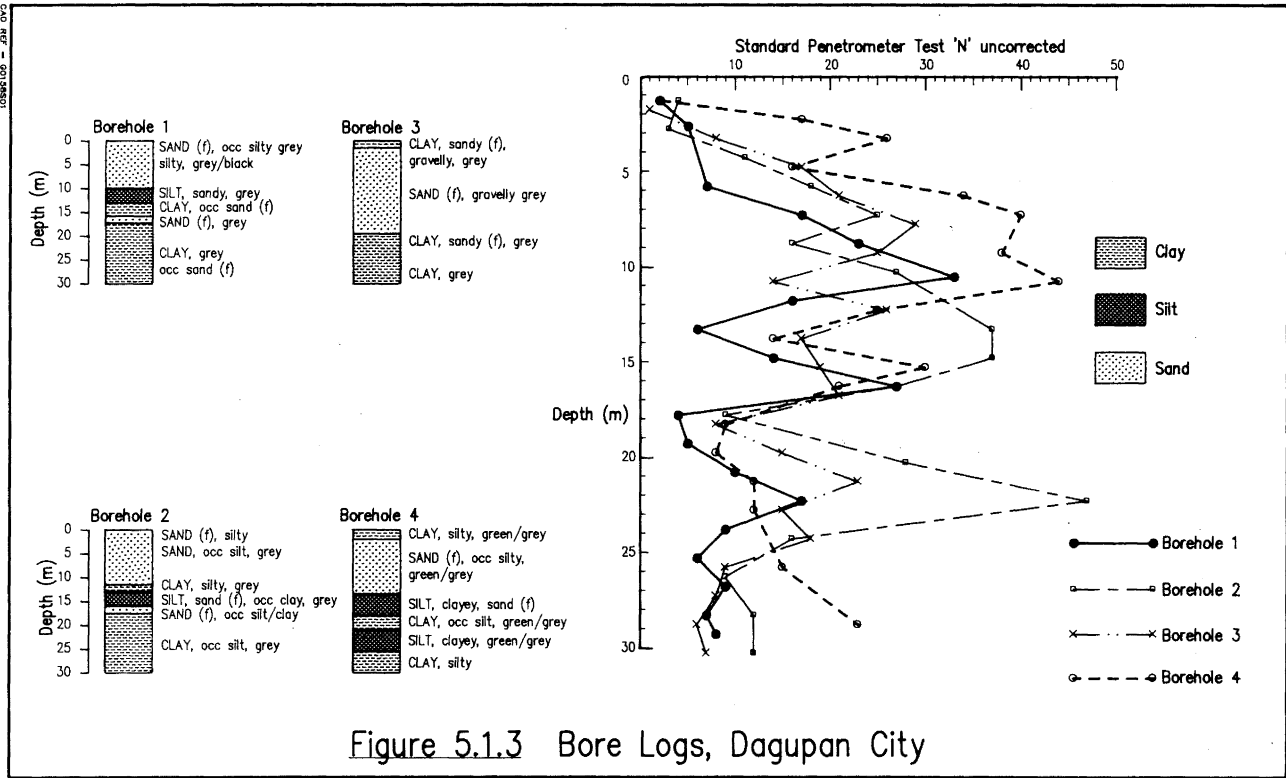 CAD REF - G0158S01
Standard Penetrometer Test 'N' uncorrected
10 20 30 40 50
0
5
10
15
20
25
30
Depth (m)
Borehole 1
0
5
10
15
20
25
30
Depth (m)
SAND (f), occ silty grey
silty, grey/black
SILT, sandy, grey
CLAY, occ sand (f)
SAND (f), grey
CLAY, grey
occ sand (f)
Borehole 3
CLAY, sandy (f),
gravelly, grey
SAND (f), gravelly grey
CLAY, sandy (f), grey
CLAY, grey
Borehole 2
0
5
10
15
20
25
30
Depth (m)
SAND (f), silty
SAND, occ silt, grey
CLAY, silty, grey
SILT, sand (f), occ clay, grey
SAND (f), occ silt/clay
CLAY, occ silt, grey
Borehole 4
CLAY, silty, green/grey
SAND (f), occ silty,
green/grey
SILT, clayey, sand (f)
CLAY, occ silt, green/grey
SILT, clayey, green/grey
CLAY, silty
Clay
Silt
Sand
Borehole 1
Borehole 2
Borehole 3
Borehole 4
Figure 5.1.3 Bore Logs, Dagupan City